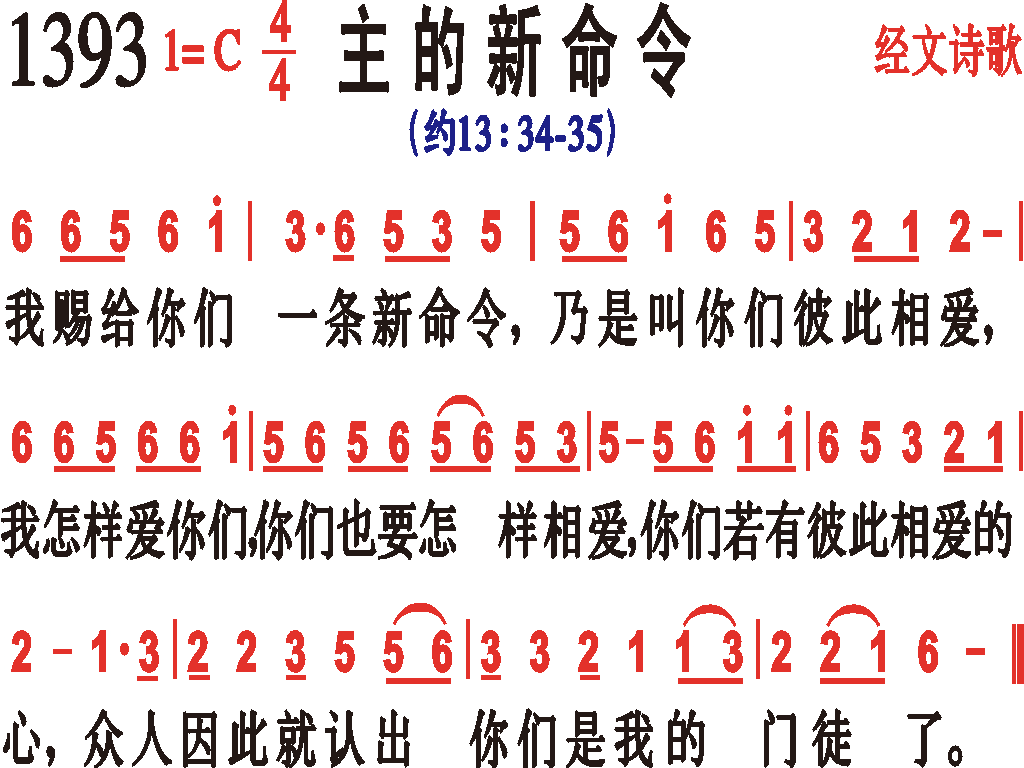 1393 1=C 4/4 主的新命令 经文诗歌
(约13:34-35)
6 6 5 6 i | 3·6 5 3 5 | 5 6 i 6 5 | 3 2 1 2 – |
我赐给你们 一条新命令，乃是叫你们彼此相爱，
6 6 5 6 6 i | 5 6 5 6 5 6 5 3 | 5 – 5 6 i i | 6 5 3 2 1 |
我怎样爱你们，你们也要怎 样相爱，你们若有彼此相爱的
2 – 1·3 | 2 2 3 5 5 6 | 3 3 2 1 1 3 | 2 2 1 6 – ‖
心，众人因此就认出 你们是我的 门徒 了。